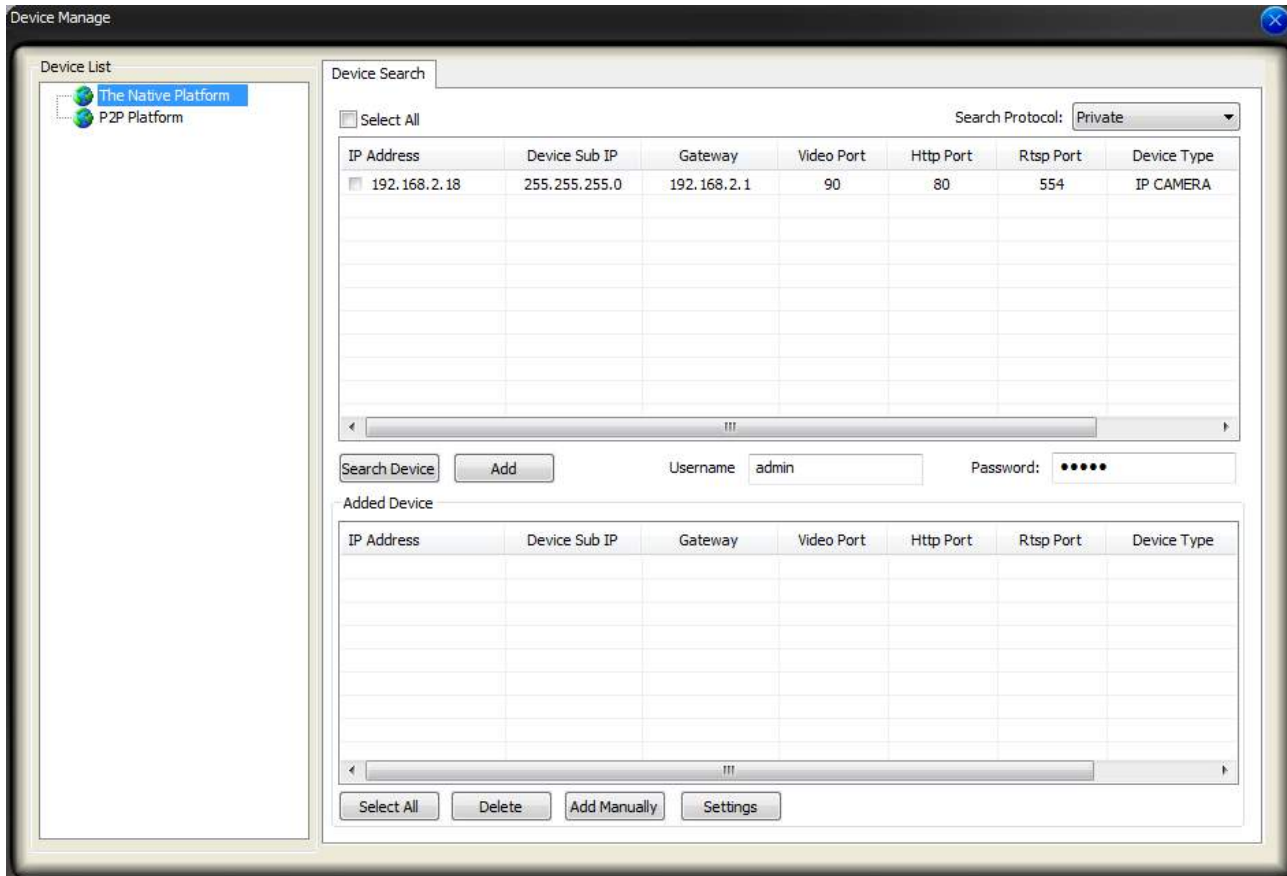 Device Manage
Device List
The Native Platform
P2P Platform
Device Search
Select All
Search Protocol: Private
IP Address Device Sub IP Gateway Video Port Http Port Rtsp Port Device Type
192.168.2.18 255.255.255.0 192.168.2.1 90 80 554 IP CAMERA
Search Device Add Username admin Password: •••••
Added Device
IP Address Device Sub IP Gateway Video Port Http Port Rtsp Port Device Type
Select All Delete Add Manually Settings